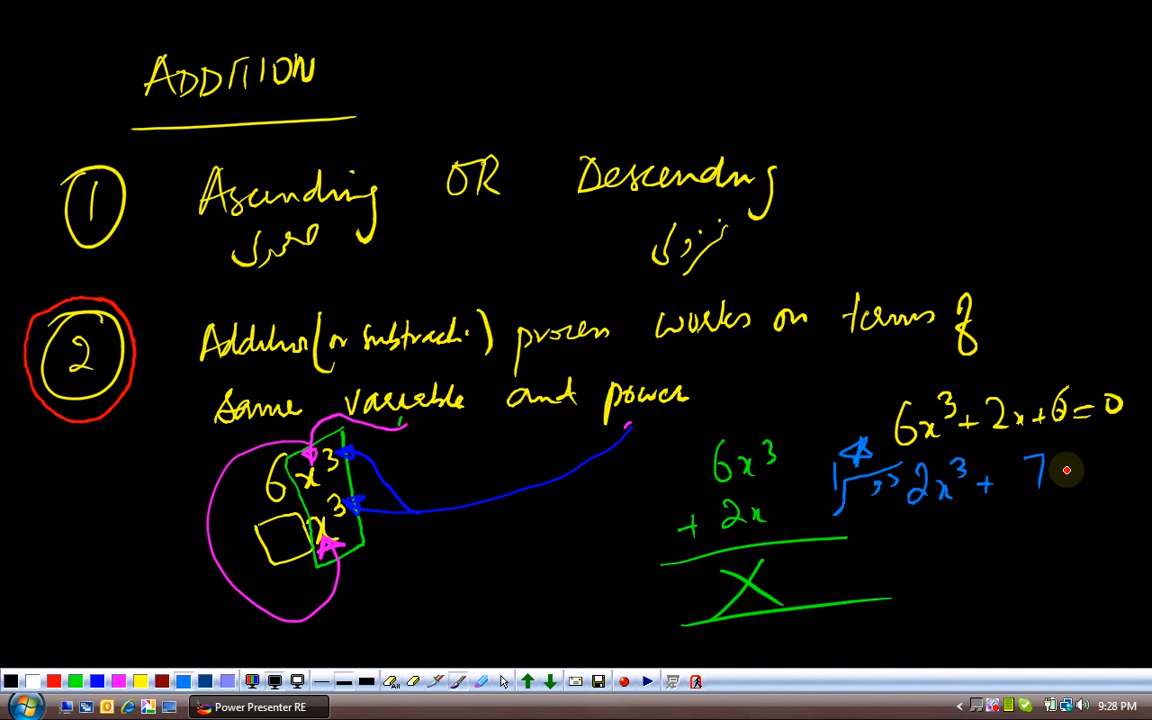 ADDITION
1 Ascending OR Descending
صعودی نزولی
2 Addition (or subtracti.) process works on terms of
same variable and power
6x³ + 2x + 6 = 0
6x³
6x³
2x³ + 7
x³
+ 2x
Power Presenter RE
9:28 PM